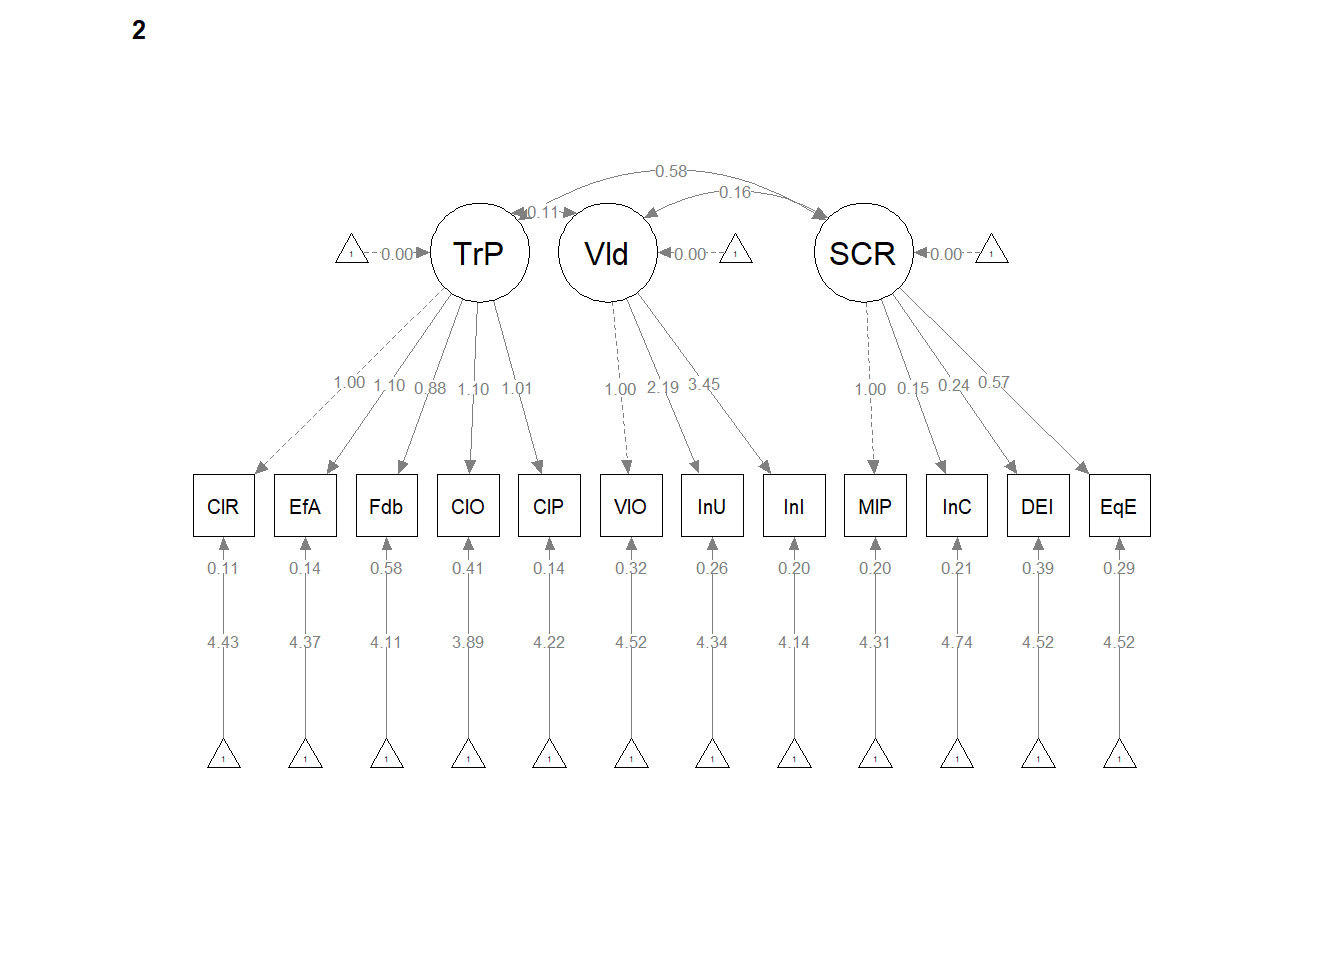 2
0.58
0.16
0.11
1 0.00 TrP Vld 0.00 1 SCR 0.00 1
1.00 1.10 0.88 1.10 1.01 1.00 2.19 3.45 1.00 0.15 0.24 0.57
ClR EfA Fdb ClO ClP VlO InU InI MlP InC DEI EqE
0.11 0.14 0.58 0.41 0.14 0.32 0.26 0.20 0.20 0.21 0.39 0.29
4.43 4.37 4.11 3.89 4.22 4.52 4.34 4.14 4.31 4.74 4.52 4.52
1 1 1 1 1 1 1 1 1 1 1 1